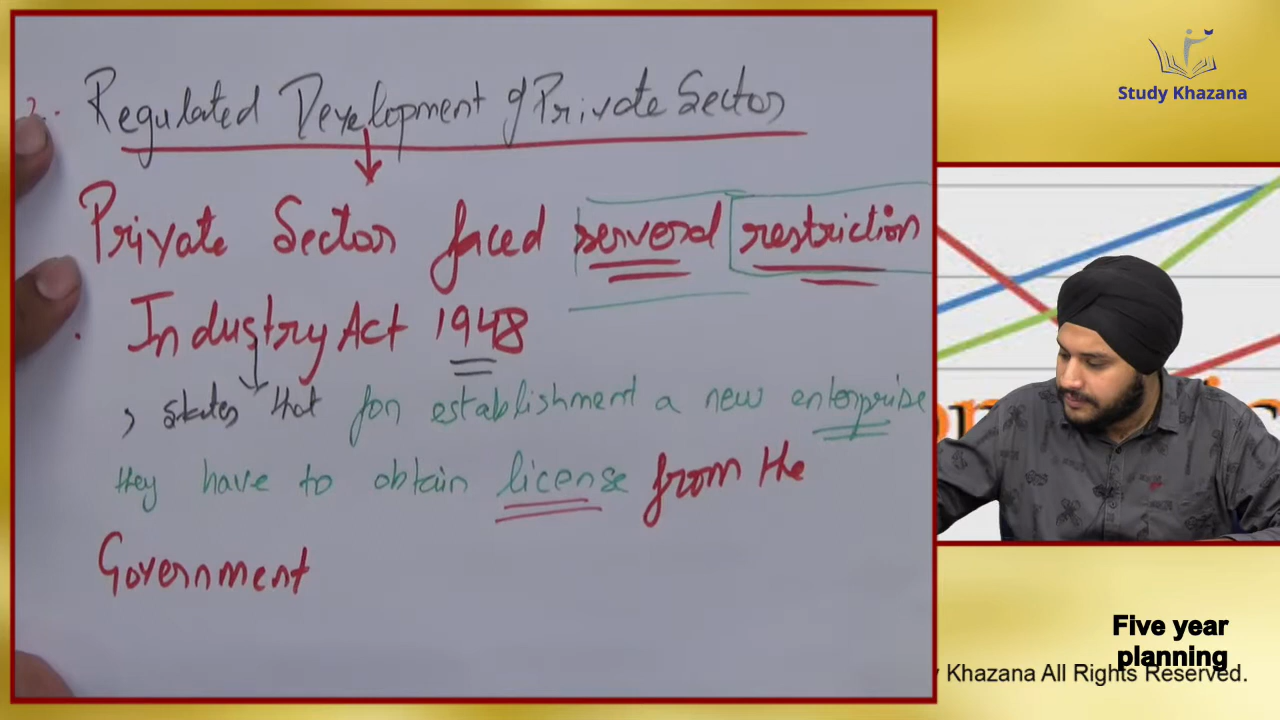 2. Regulated Development of Private Sector
Private Sector faced serveral restriction
Industry Act 1948
, states that for establishment a new enterprise
they have to obtain license from the
Government
Study Khazana
Five year
planning
y Khazana All Rights Reserved.